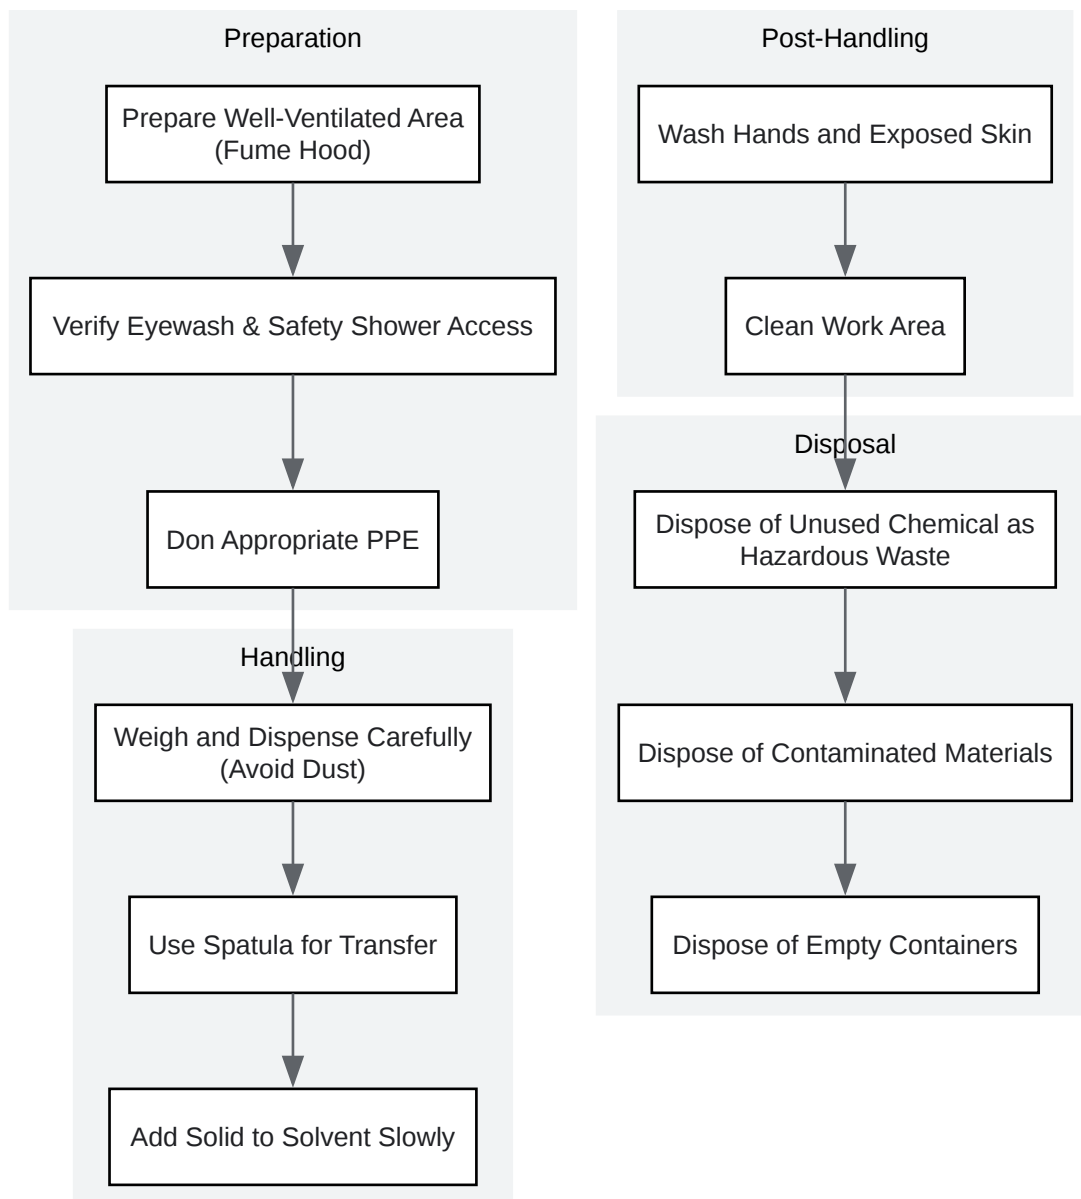 Preparation
Prepare Well-Ventilated Area
(Fume Hood)
Verify Eyewash & Safety Shower Access
Don Appropriate PPE
Handling
Weigh and Dispense Carefully
(Avoid Dust)
Use Spatula for Transfer
Add Solid to Solvent Slowly
Post-Handling
Wash Hands and Exposed Skin
Clean Work Area
Disposal
Dispose of Unused Chemical as
Hazardous Waste
Dispose of Contaminated Materials
Dispose of Empty Containers